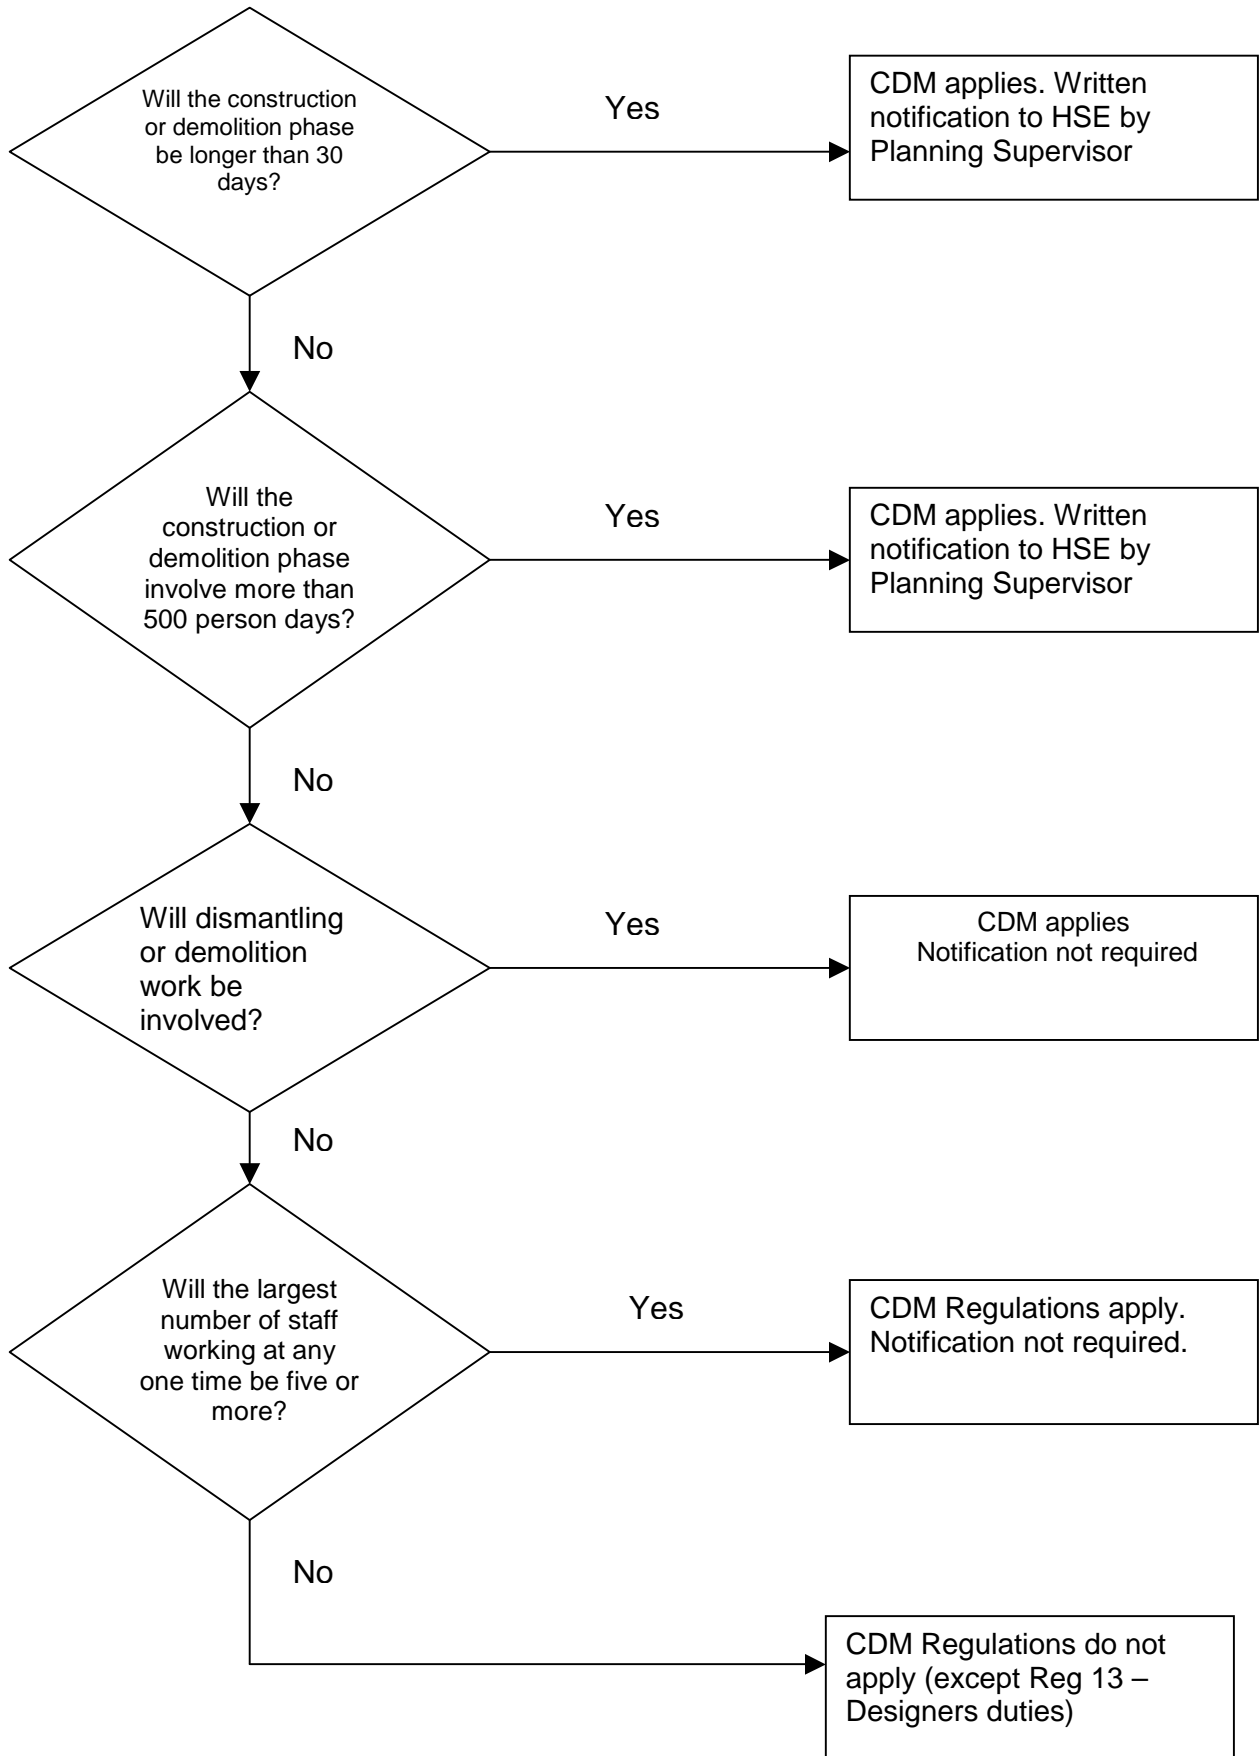 Will the construction
or demolition phase
be longer than 30
days?
Yes
CDM applies. Written
notification to HSE by
Planning Supervisor
No
Will the
construction or
demolition phase
involve more than
500 person days?
Yes
CDM applies. Written
notification to HSE by
Planning Supervisor
No
Will dismantling
or demolition
work be
involved?
Yes
CDM applies
Notification not required
No
Will the largest
number of staff
working at any
one time be five or
more?
Yes
CDM Regulations apply.
Notification not required.
No
CDM Regulations do not
apply (except Reg 13 –
Designers duties)